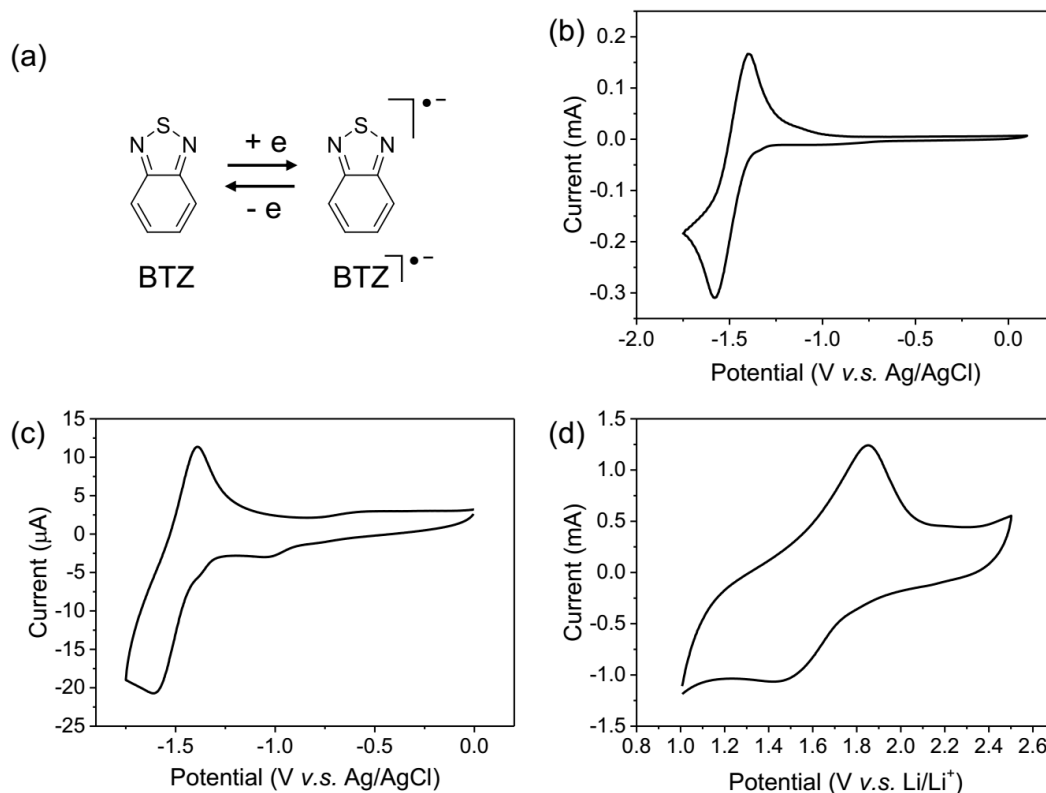 (a)
S
N N
+ e
- e
BTZ
S
N N
•−
BTZ •−
(b)
0.2
0.1
0.0
-0.1
-0.2
-0.3
Current (mA)
-2.0 -1.5 -1.0 -0.5 0.0
Potential (V v.s. Ag/AgCl)
(c)
15
10
5
0
-5
-10
-15
-20
-25
Current (μA)
-1.5 -1.0 -0.5 0.0
Potential (V v.s. Ag/AgCl)
(d)
1.5
1.0
0.5
0.0
-0.5
-1.0
-1.5
Current (mA)
0.8 1.0 1.2 1.4 1.6 1.8 2.0 2.2 2.4 2.6
Potential (V v.s. Li/Li⁺)